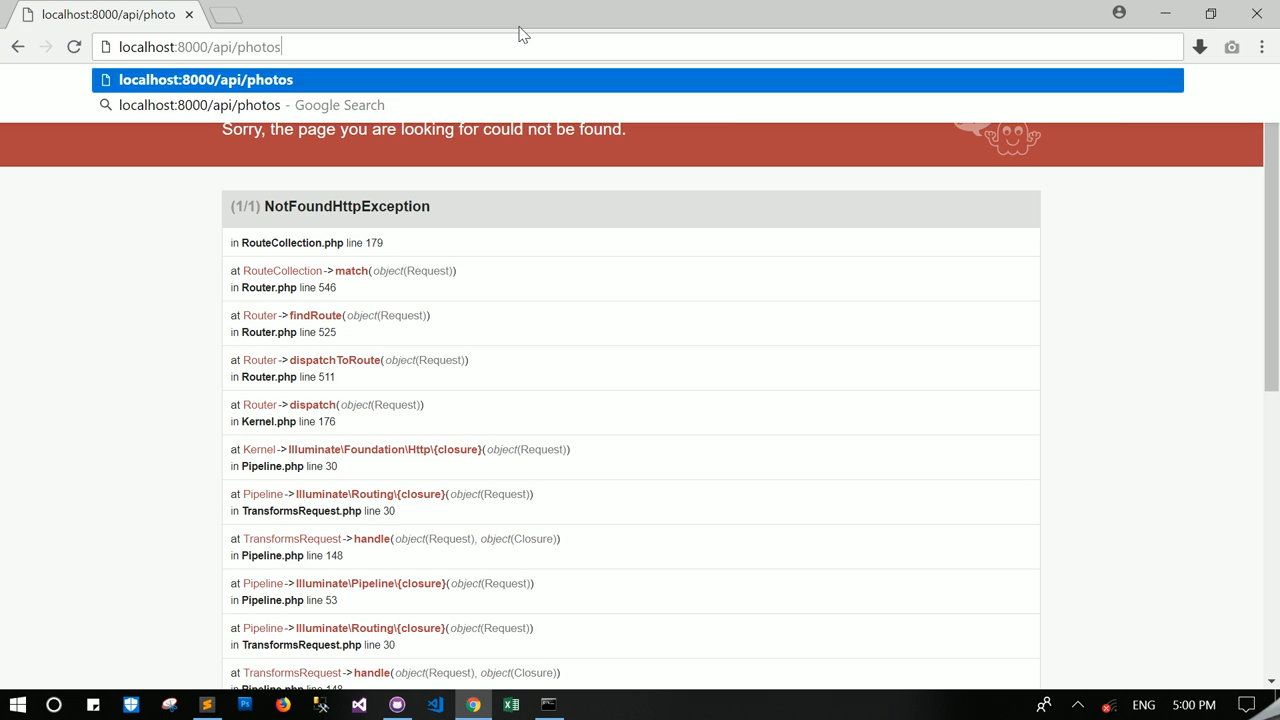 localhost:8000/api/photo
localhost:8000/api/photos
localhost:8000/api/photos
localhost:8000/api/photos - Google Search
Sorry, the page you are looking for could not be found.
(1/1) NotFoundHttpException
in RouteCollection.php line 179
at RouteCollection->match(object(Request))
in Router.php line 546
at Router->findRoute(object(Request))
in Router.php line 525
at Router->dispatchToRoute(object(Request))
in Router.php line 511
at Router->dispatch(object(Request))
in Kernel.php line 176
at Kernel->Illuminate\Foundation\Http\{closure}(object(Request))
in Pipeline.php line 30
at Pipeline->Illuminate\Routing\{closure}(object(Request))
in TransformsRequest.php line 30
at TransformsRequest->handle(object(Request), object(Closure))
in Pipeline.php line 148
at Pipeline->Illuminate\Pipeline\{closure}(object(Request))
in Pipeline.php line 53
at Pipeline->Illuminate\Routing\{closure}(object(Request))
in TransformsRequest.php line 30
at TransformsRequest->handle(object(Request), object(Closure))
in Pipeline.php line 148
ENG 5:00 PM